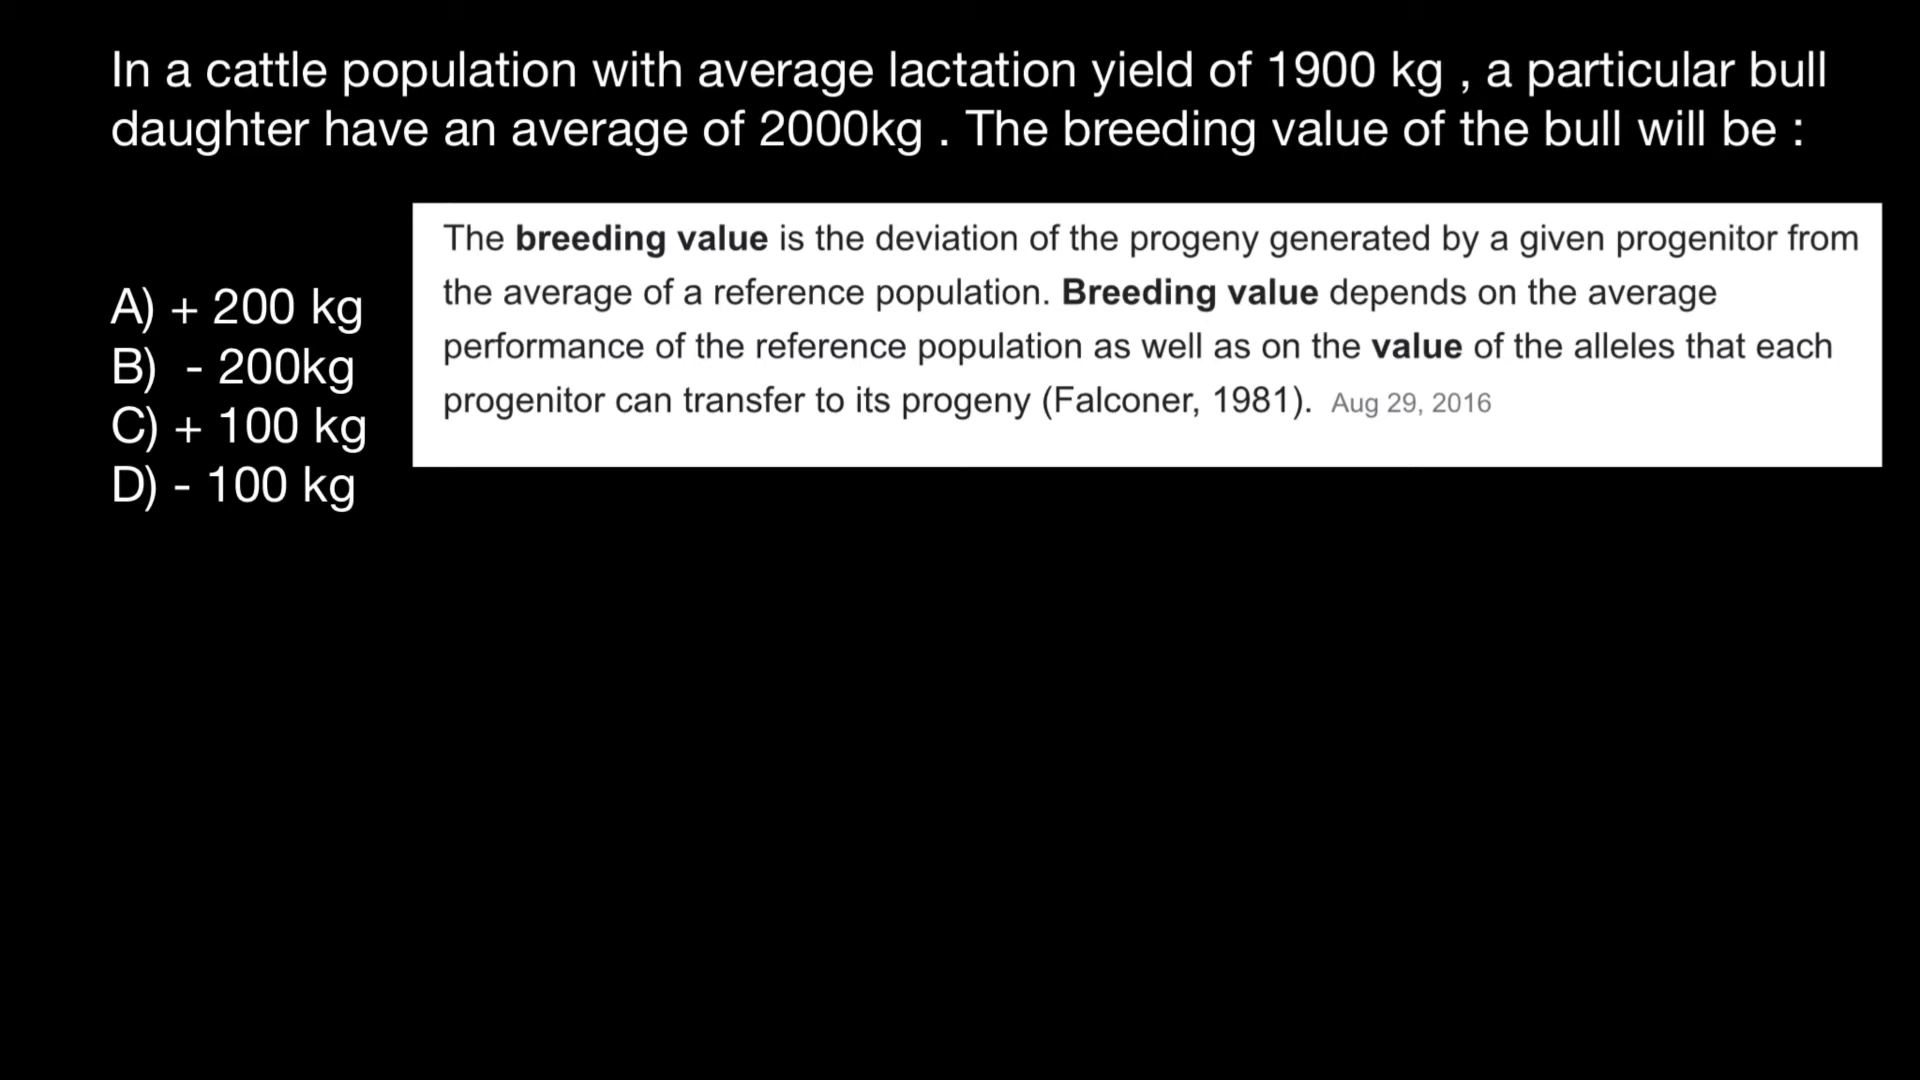 In a cattle population with average lactation yield of 1900 kg , a particular bull
daughter have an average of 2000kg . The breeding value of the bull will be :
The breeding value is the deviation of the progeny generated by a given progenitor from
the average of a reference population. Breeding value depends on the average
performance of the reference population as well as on the value of the alleles that each
progenitor can transfer to its progeny (Falconer, 1981). Aug 29, 2016
A) + 200 kg
B) - 200kg
C) + 100 kg
D) - 100 kg